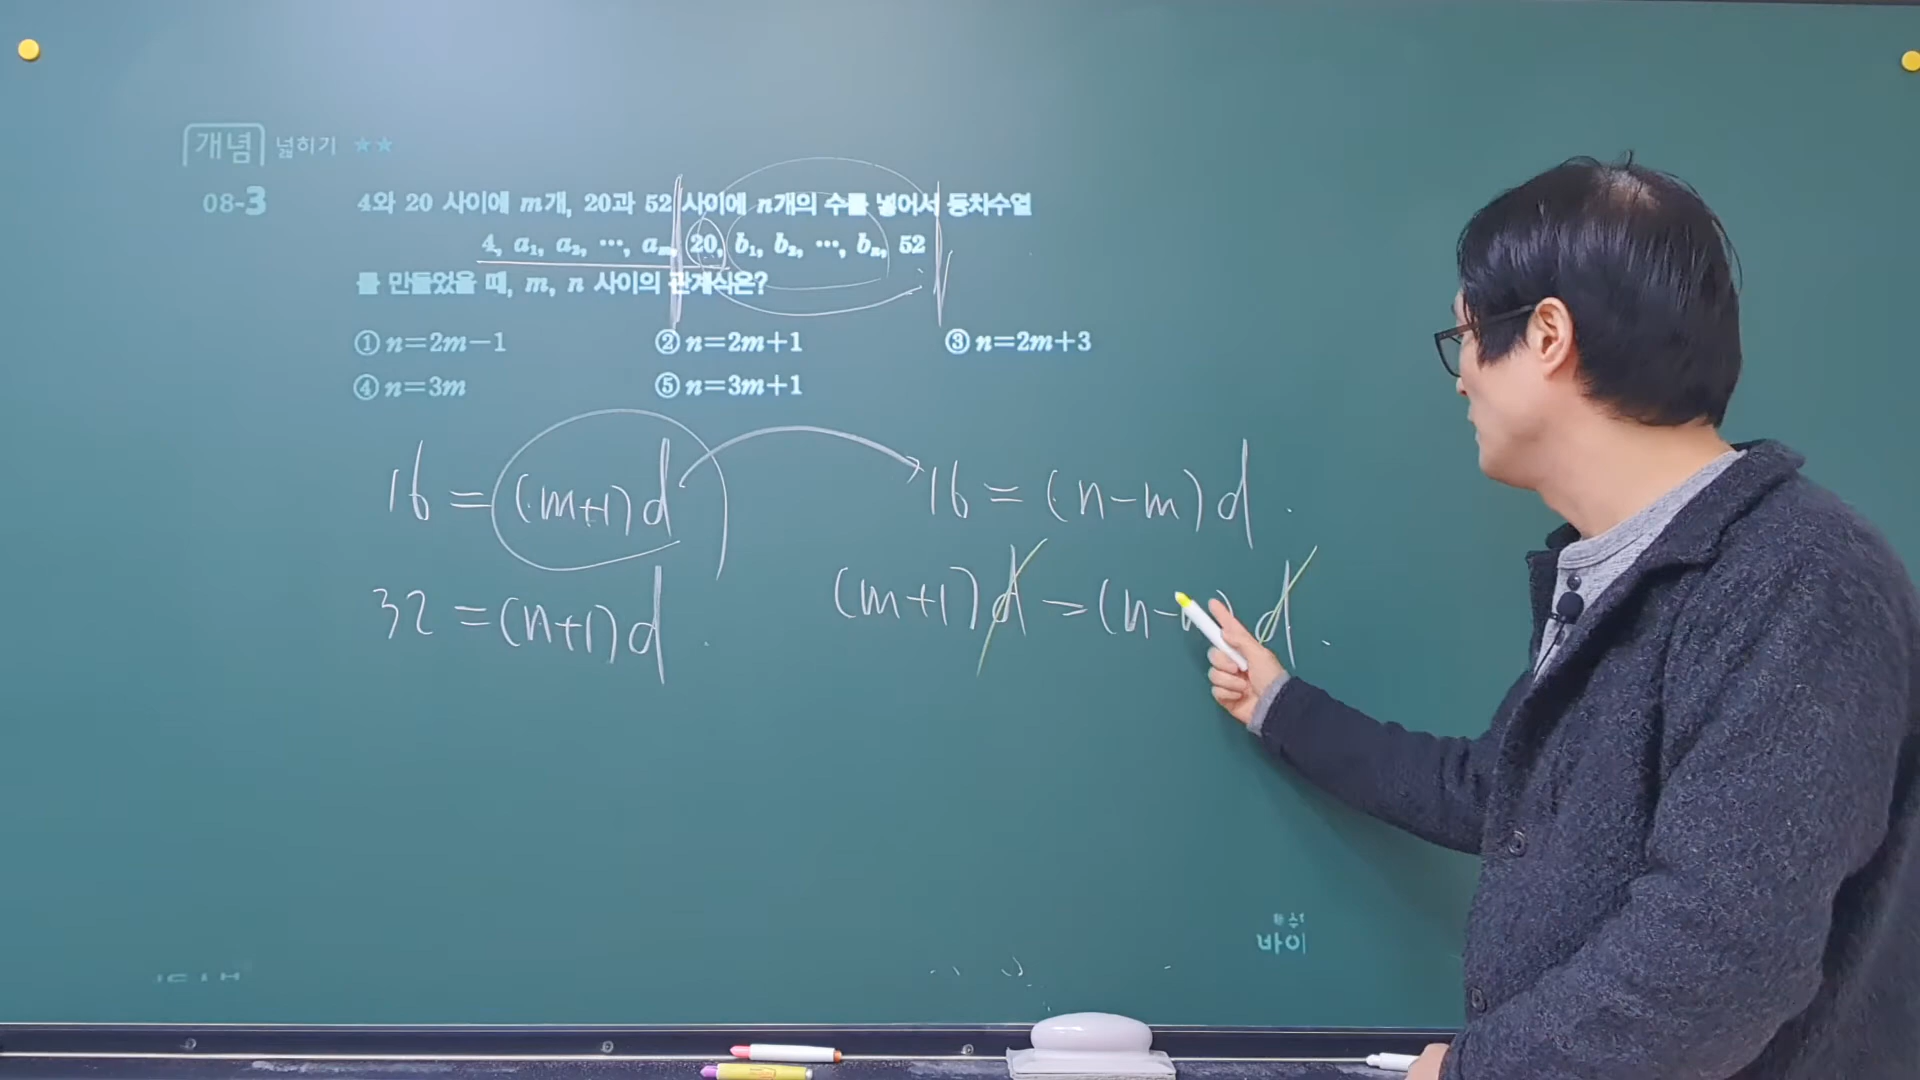 개념 넓히기 ★★
08-3 4와 20 사이에 m개, 20과 52 사이에 n개의 수를 넣어서 등차수열
4, a₁, a₂, ⋯, aₘ, 20, b₁, b₂, ⋯, bₙ, 52
를 만들었을 때, m, n 사이의 관계식은?
① n=2m−1 ② n=2m+1 ③ n=2m+3
④ n=3m ⑤ n=3m+1
16=(m+1)d 16=(n-m)d
32=(n+1)d (m+1)d=(n- d
바이